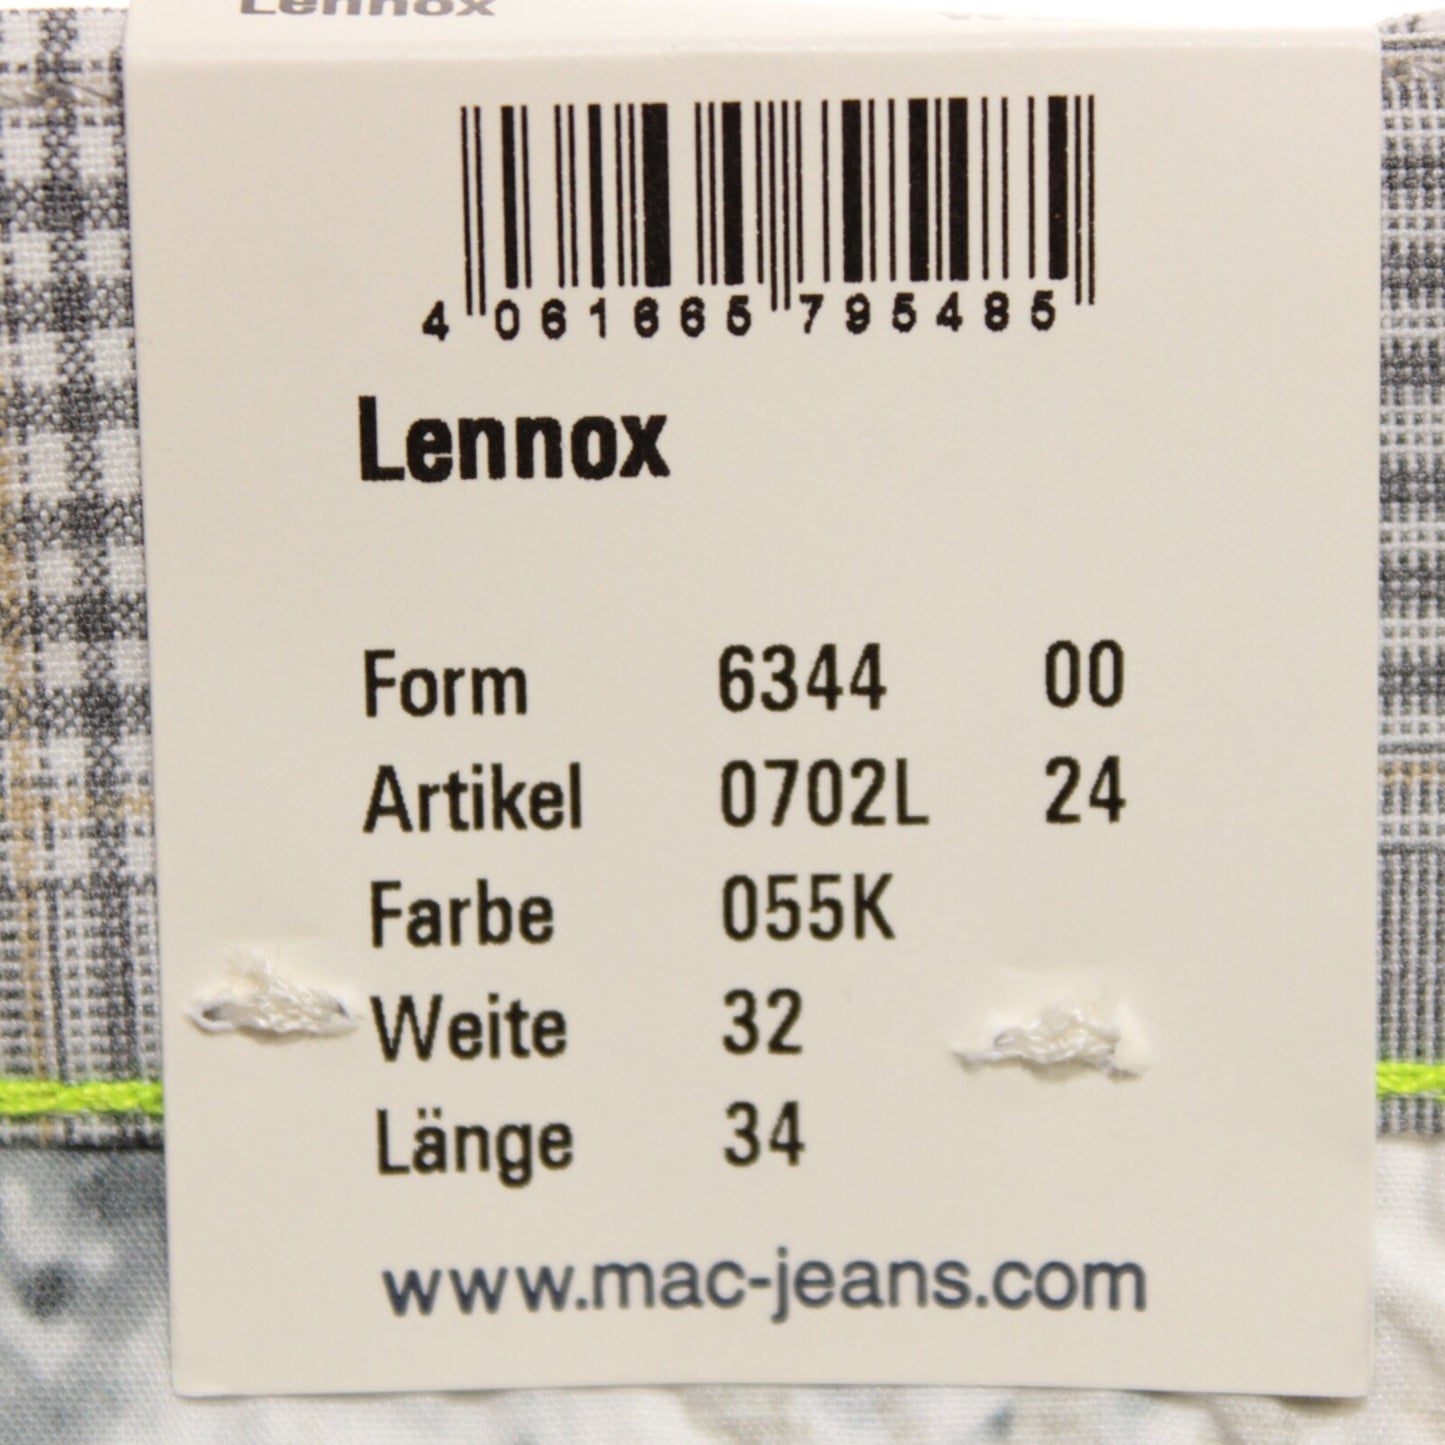 Lennox
4 061665 795485
Lennox
Form 6344 00
Artikel 0702L 24
Farbe 055K
Weite 32
Länge 34
www.mac-jeans.com